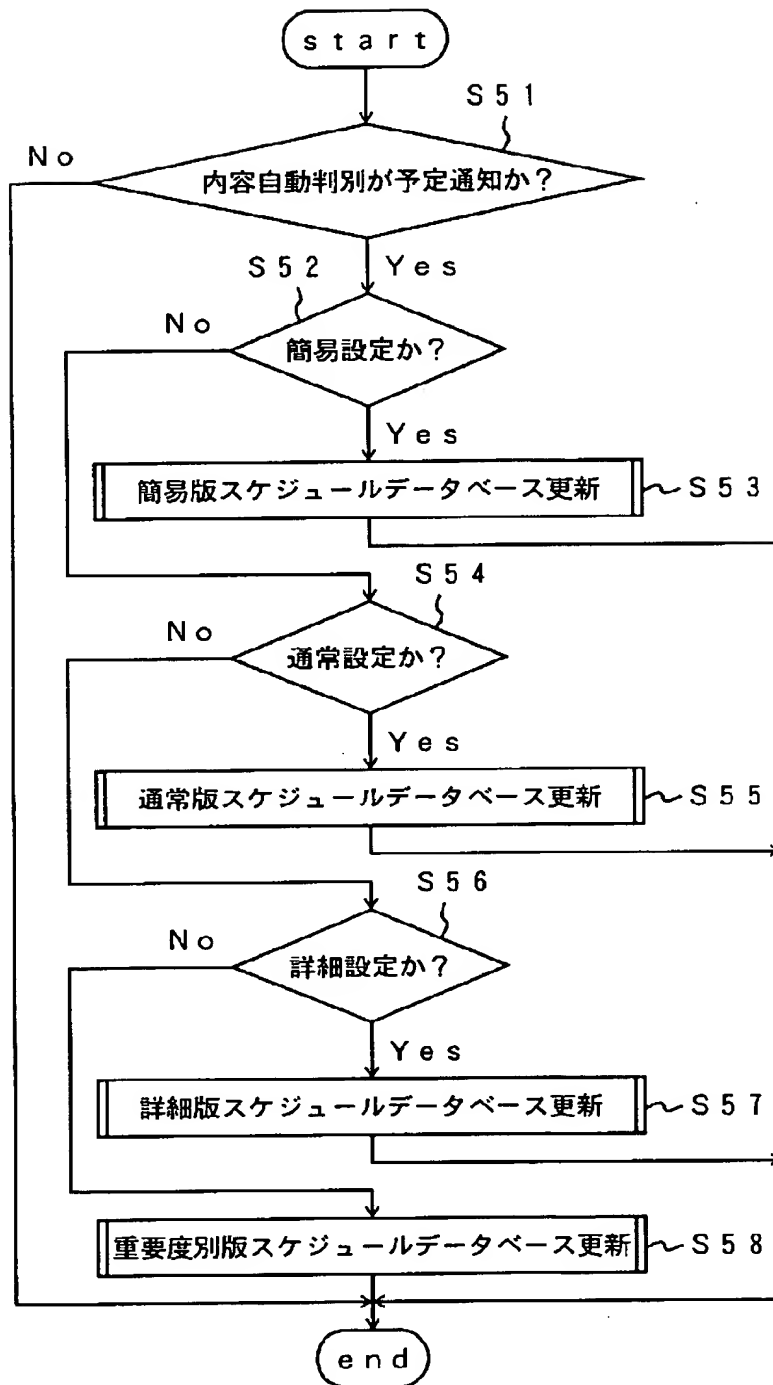 start
S51
No
内容自動判別が予定通知か?
Yes
S52
No
簡易設定か?
Yes
簡易版スケジュールデータベース更新
S53
S54
No
通常設定か?
Yes
通常版スケジュールデータベース更新
S55
S56
No
詳細設定か?
Yes
詳細版スケジュールデータベース更新
S57
重要度別版スケジュールデータベース更新
S58
end